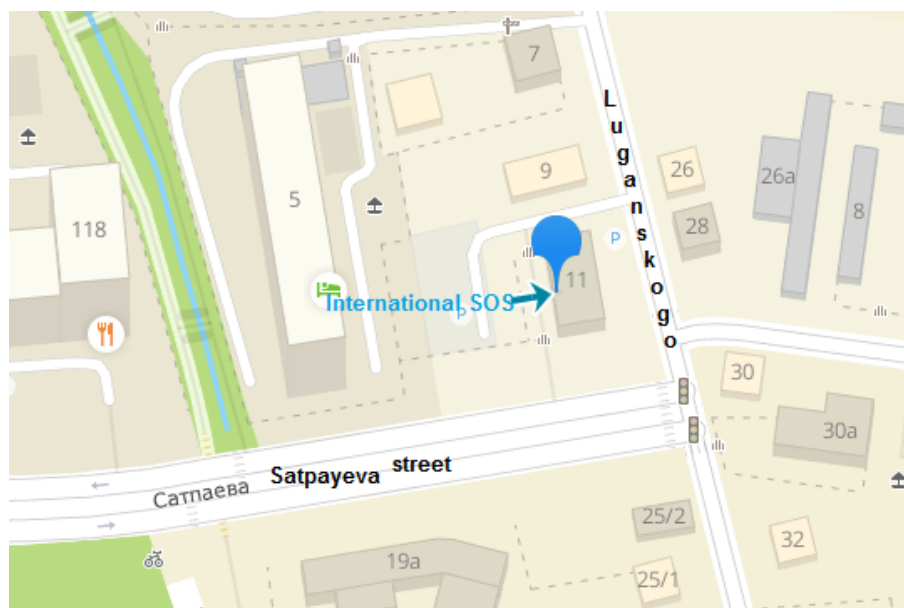 7
Luganskogo
5
9
26
26a
8
118
28
11
International SOS
P
P
30
30a
Satpayeva street
Сатпаева
25/2
32
19a
25/1